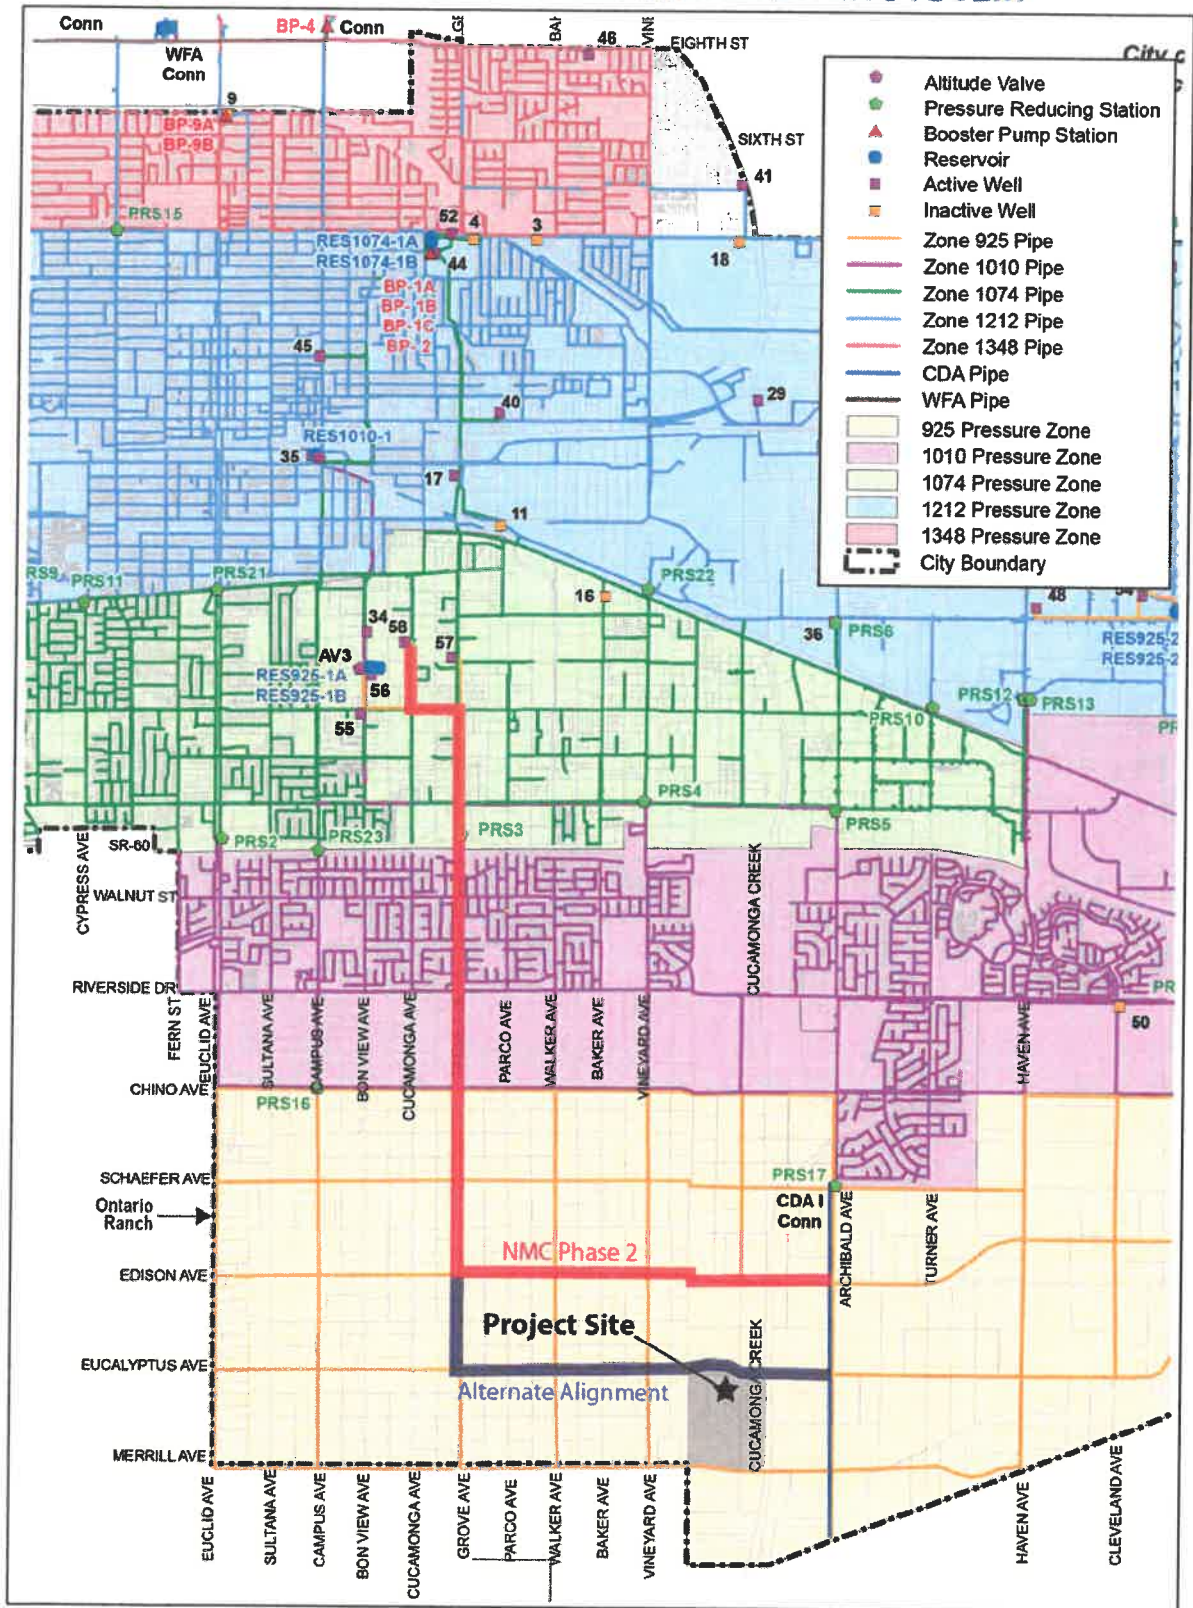 Conn
BP-4
Conn
WFA
Conn
46
EIGHTH ST
City
9
BP-9A
BP-9B
SIXTH ST
41
PRS15
52
4
3
18
RES1074-1A
RES1074-1B
44
BP-1A
BP-1B
BP-1C
BP-2
45
29
40
RES1010-1
35
17
11
Altitude Valve
Pressure Reducing Station
Booster Pump Station
Reservoir
Active Well
Inactive Well
Zone 925 Pipe
Zone 1010 Pipe
Zone 1074 Pipe
Zone 1212 Pipe
Zone 1348 Pipe
CDA Pipe
WFA Pipe
925 Pressure Zone
1010 Pressure Zone
1074 Pressure Zone
1212 Pressure Zone
1348 Pressure Zone
City Boundary
RS9
PRS11
PRS21
PRS22
16
48
34
58
57
36
PRS6
RES925-2
RES925-2
AV3
RES925-1A
RES925-1B
56
55
PRS12
PRS13
PRS10
PR
PRS4
PRS5
PRS2
PRS23
PRS3
SR-60
CYPRESS AVE
WALNUT ST
CUCAMONGA CREEK
RIVERSIDE DR
PR
50
FERN ST
EUCLID AVE
SULTANA AVE
CAMPUS AVE
BON VIEW AVE
CUCAMONGA AVE
PARCO AVE
WALKER AVE
BAKER AVE
VINEYARD AVE
HAVEN AVE
CHINO AVE
PRS16
SCHAEFER AVE
PRS17
Ontario
Ranch
CDA I
Conn
ARCHIBALD AVE
TURNER AVE
NMC Phase 2
EDISON AVE
Project Site
CUCAMONGA CREEK
EUCALYPTUS AVE
Alternate Alignment
MERRILL AVE
EUCLID AVE
SULTANA AVE
CAMPUS AVE
BON VIEW AVE
CUCAMONGA AVE
GROVE AVE
PARCO AVE
WALKER AVE
BAKER AVE
VINEYARD AVE
HAVEN AVE
CLEVELAND AVE